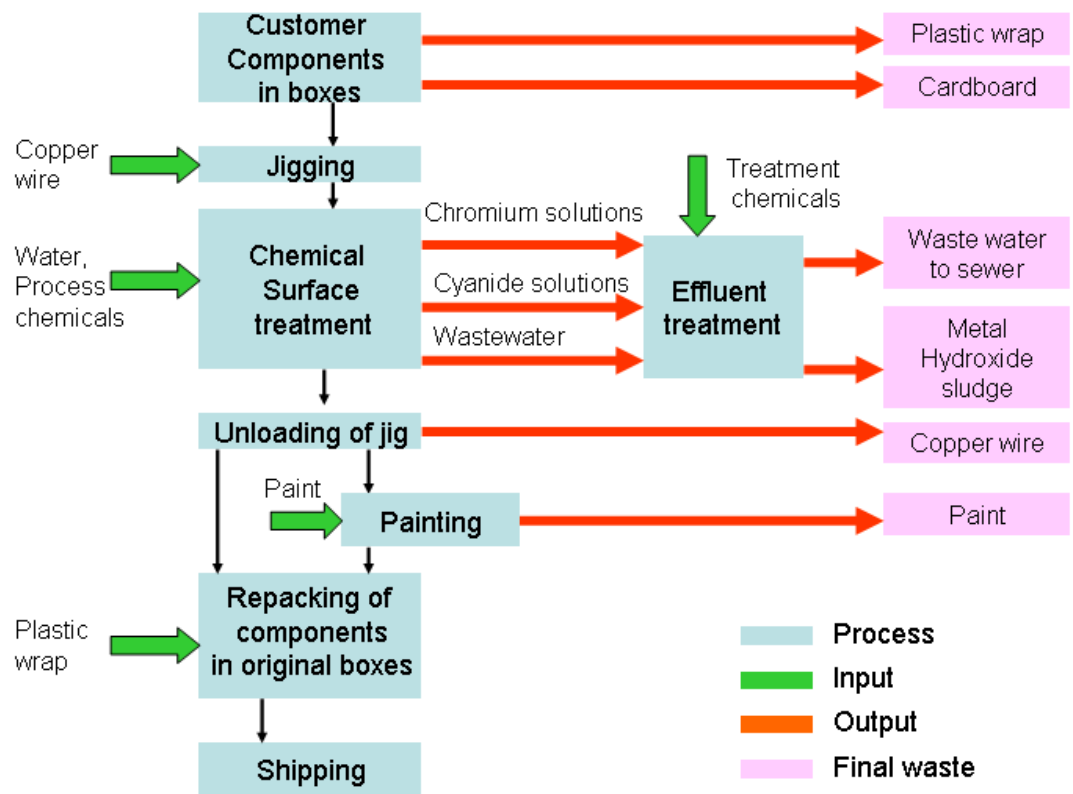 Customer
Components
in boxes
Plastic wrap
Cardboard
Copper
wire
Jigging
Treatment
chemicals
Water,
Process
chemicals
Chemical
Surface
treatment
Chromium solutions
Cyanide solutions
Wastewater
Effluent
treatment
Waste water
to sewer
Metal
Hydroxide
sludge
Unloading of jig
Copper wire
Paint
Painting
Paint
Plastic
wrap
Repacking of
components
in original boxes
Shipping
Process
Input
Output
Final waste